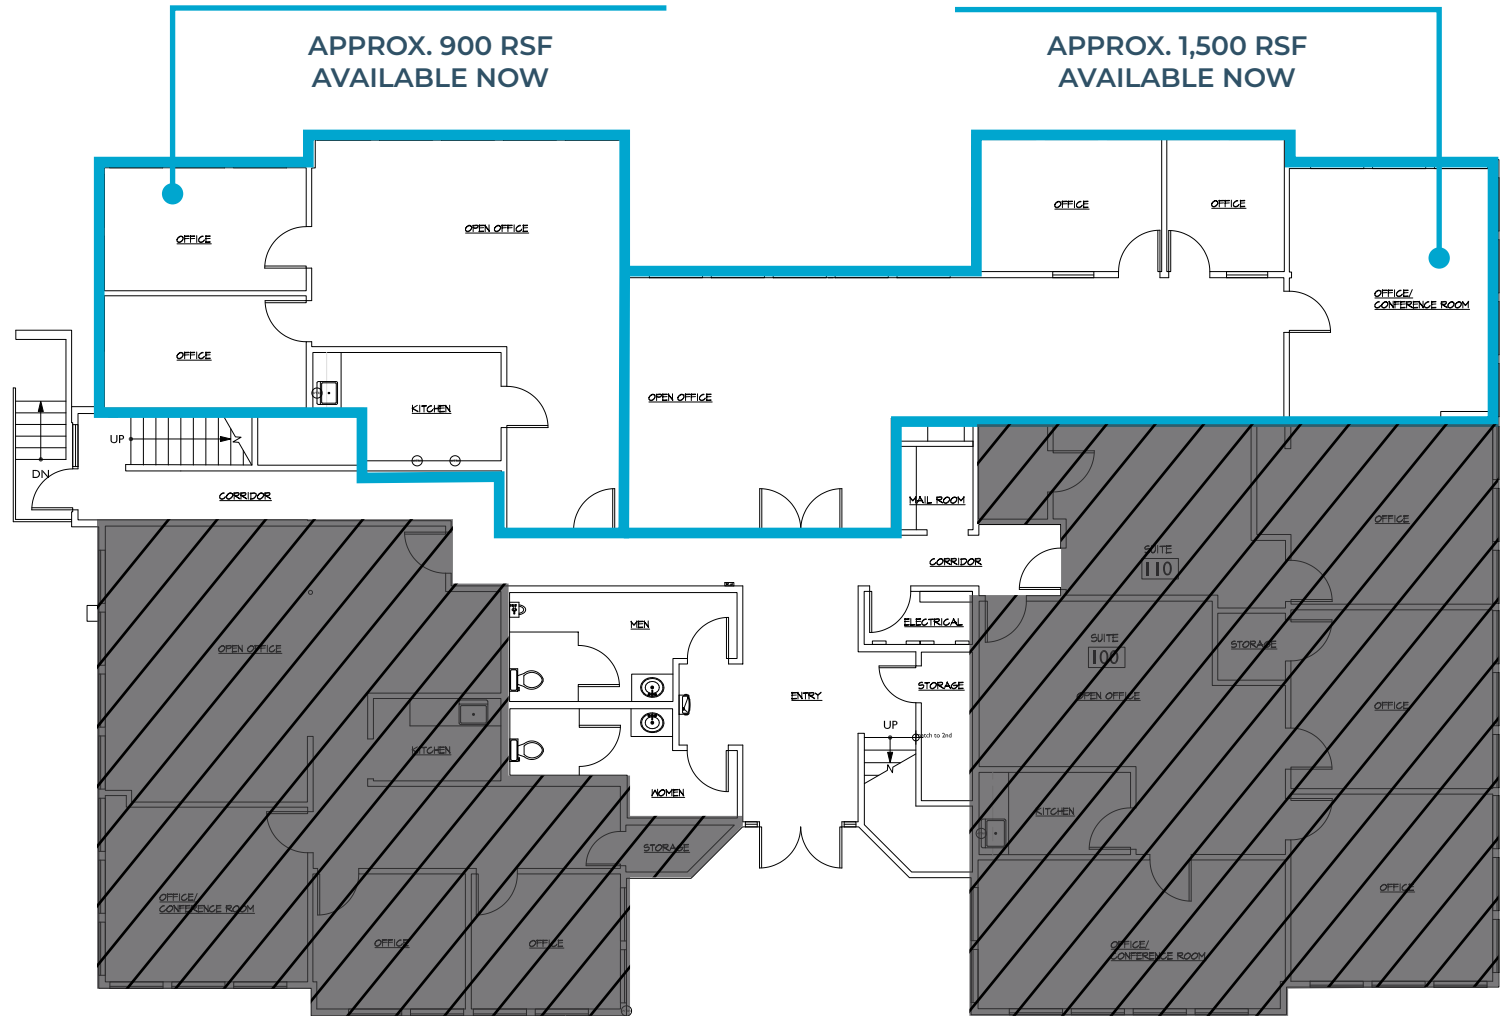 APPROX. 900 RSF
AVAILABLE NOW
APPROX. 1,500 RSF
AVAILABLE NOW
OFFICE
OPEN OFFICE
OFFICE
OFFICE
OFFICE/
CONFERENCE ROOM
OFFICE
KITCHEN
OPEN OFFICE
UP
DN
CORRIDOR
MAIL ROOM
OFFICE
CORRIDOR
SUITE
110
ELECTRICAL
MEN
OPEN OFFICE
SUITE
100
STORAGE
STORAGE
ENTRY
OPEN OFFICE
OFFICE
UP
to 2nd
KITCHEN
WOMEN
KITCHEN
STORAGE
OFFICE/
CONFERENCE ROOM
OFFICE
OFFICE
OFFICE
OFFICE/
CONFERENCE ROOM